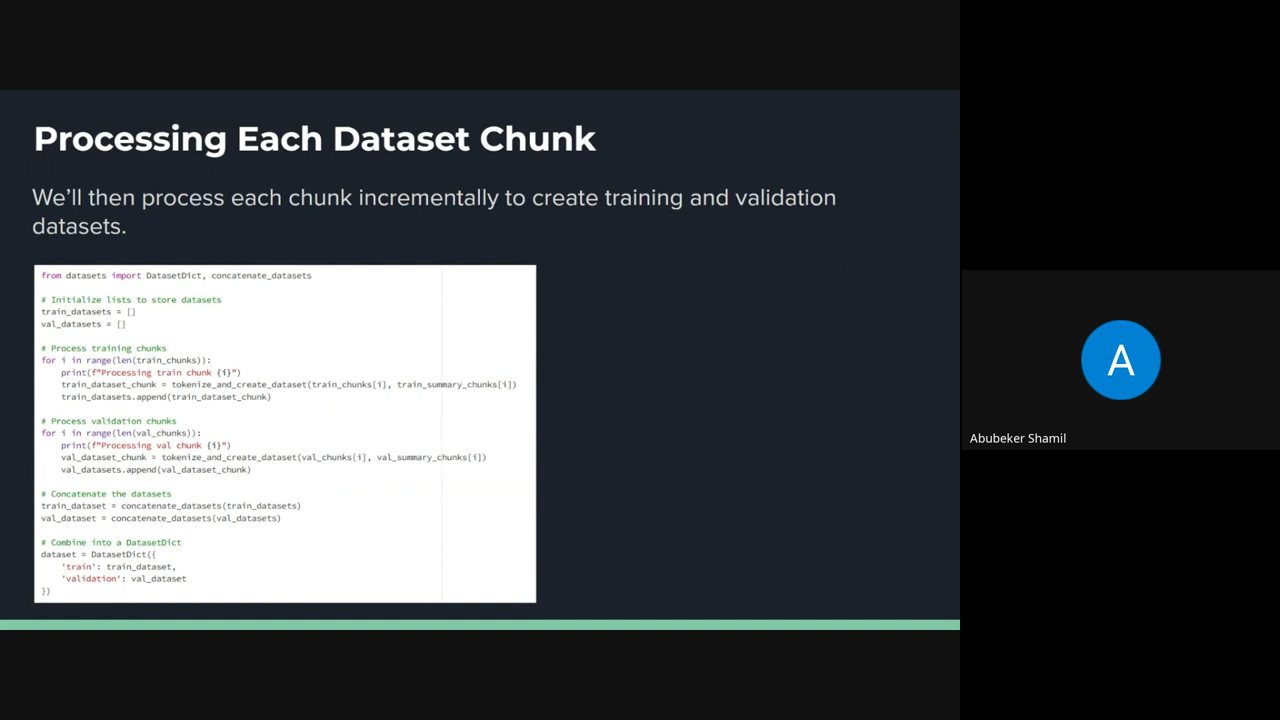 Processing Each Dataset Chunk
We'll then process each chunk incrementally to create training and validation
datasets.
from datasets import DatasetDict, concatenate_datasets
# Initialize lists to store datasets
train_datasets = []
val_datasets = []
# Process training chunks
for i in range(len(train_chunks)):
    print(f"Processing train chunk {i}")
    train_dataset_chunk = tokenize_and_create_dataset(train_chunks[i], train_summary_chunks[i])
    train_datasets.append(train_dataset_chunk)
# Process validation chunks
for i in range(len(val_chunks)):
    print(f"Processing val chunk {i}")
    val_dataset_chunk = tokenize_and_create_dataset(val_chunks[i], val_summary_chunks[i])
    val_datasets.append(val_dataset_chunk)
# Concatenate the datasets
train_dataset = concatenate_datasets(train_datasets)
val_dataset = concatenate_datasets(val_datasets)
# Combine into a DatasetDict
dataset = DatasetDict({
    'train': train_dataset,
    'validation': val_dataset
})
A
Abubeker Shamil